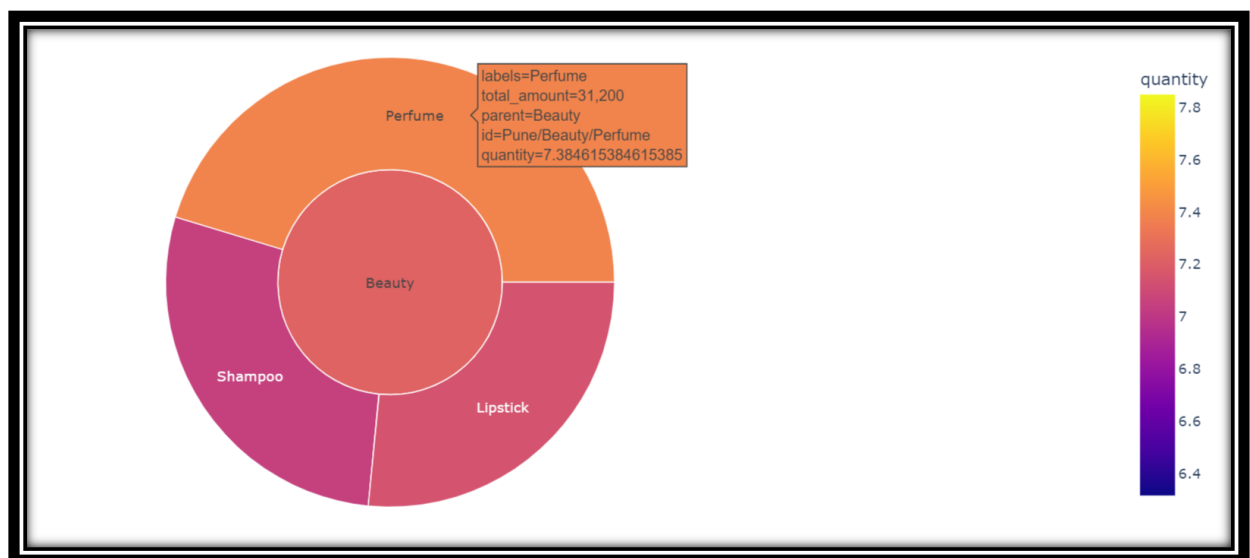 Perfume
labels=Perfume
total_amount=31,200
parent=Beauty
id=Pune/Beauty/Perfume
quantity=7.384615384615385
Beauty
Shampoo
Lipstick
quantity
7.8
7.6
7.4
7.2
7
6.8
6.6
6.4